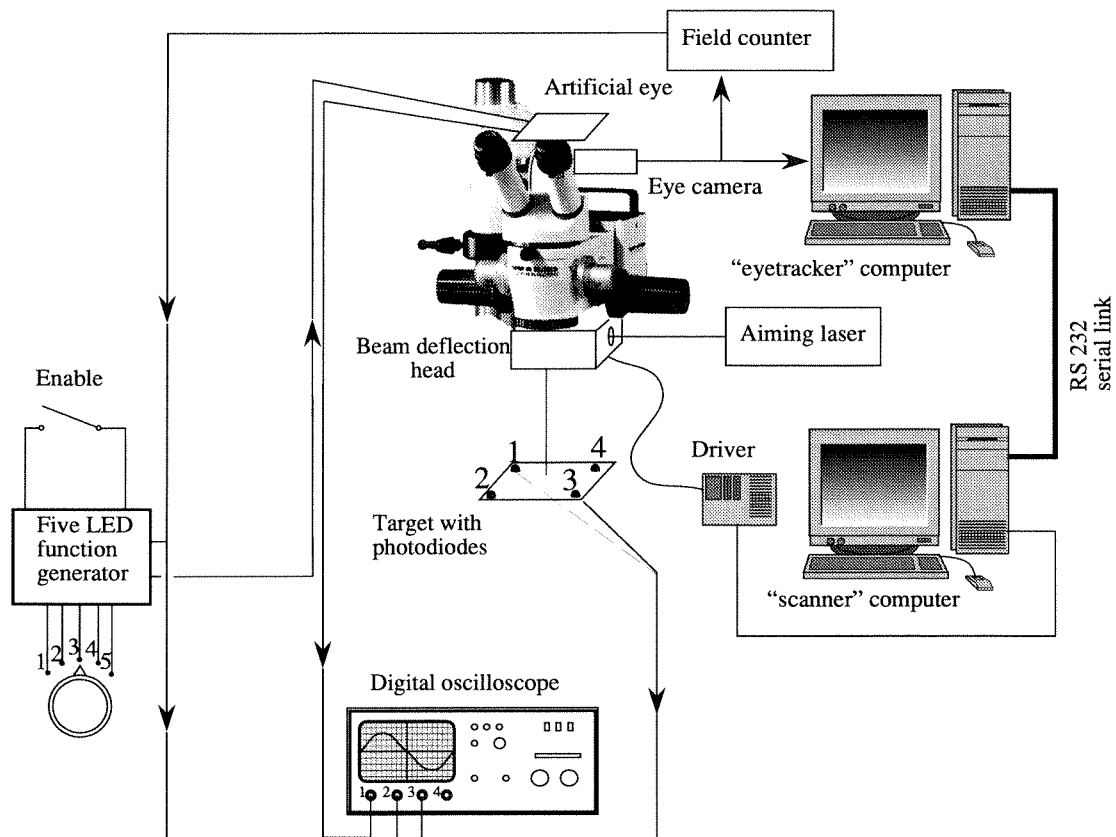 Field counter
Artificial eye
Eye camera
"eyetracker" computer
Aiming laser
Beam deflection
head
RS 232
serial link
Enable
Driver
1
4
2
3
Five LED
function
generator
Target with
photodiodes
"scanner" computer
1
2
3
4
5
Digital oscilloscope
1
2
3
4